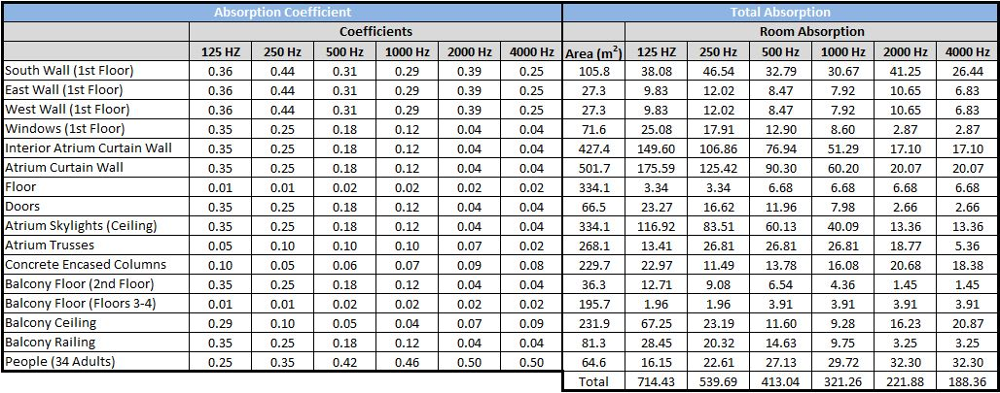 Absorption Coefficient Total Absorption
Coefficients Room Absorption
125 HZ 250 Hz 500 Hz 1000 Hz 2000 Hz 4000 Hz Area (m²) 125 HZ 250 Hz 500 Hz 1000 Hz 2000 Hz 4000 Hz
South Wall (1st Floor) 0.36 0.44 0.31 0.29 0.39 0.25 105.8 38.08 46.54 32.79 30.67 41.25 26.44
East Wall (1st Floor) 0.36 0.44 0.31 0.29 0.39 0.25 27.3 9.83 12.02 8.47 7.92 10.65 6.83
West Wall (1st Floor) 0.36 0.44 0.31 0.29 0.39 0.25 27.3 9.83 12.02 8.47 7.92 10.65 6.83
Windows (1st Floor) 0.35 0.25 0.18 0.12 0.04 0.04 71.6 25.08 17.91 12.90 8.60 2.87 2.87
Interior Atrium Curtain Wall 0.35 0.25 0.18 0.12 0.04 0.04 427.4 149.60 106.86 76.94 51.29 17.10 17.10
Atrium Curtain Wall 0.35 0.25 0.18 0.12 0.04 0.04 501.7 175.59 125.42 90.30 60.20 20.07 20.07
Floor 0.01 0.01 0.02 0.02 0.02 0.02 334.1 3.34 3.34 6.68 6.68 6.68 6.68
Doors 0.35 0.25 0.18 0.12 0.04 0.04 66.5 23.27 16.62 11.96 7.98 2.66 2.66
Atrium Skylights (Ceiling) 0.35 0.25 0.18 0.12 0.04 0.04 334.1 116.92 83.51 60.13 40.09 13.36 13.36
Atrium Trusses 0.05 0.10 0.10 0.10 0.07 0.02 268.1 13.41 26.81 26.81 26.81 18.77 5.36
Concrete Encased Columns 0.10 0.05 0.06 0.07 0.09 0.08 229.7 22.97 11.49 13.78 16.08 20.68 18.38
Balcony Floor (2nd Floor) 0.35 0.25 0.18 0.12 0.04 0.04 36.3 12.71 9.08 6.54 4.36 1.45 1.45
Balcony Floor (Floors 3-4) 0.01 0.01 0.02 0.02 0.02 0.02 195.7 1.96 1.96 3.91 3.91 3.91 3.91
Balcony Ceiling 0.29 0.10 0.05 0.04 0.07 0.09 231.9 67.25 23.19 11.60 9.28 16.23 20.87
Balcony Railing 0.35 0.25 0.18 0.12 0.04 0.04 81.3 28.45 20.32 14.63 9.75 3.25 3.25
People (34 Adults) 0.25 0.35 0.42 0.46 0.50 0.50 64.6 16.15 22.61 27.13 29.72 32.30 32.30
Total 714.43 539.69 413.04 321.26 221.88 188.36